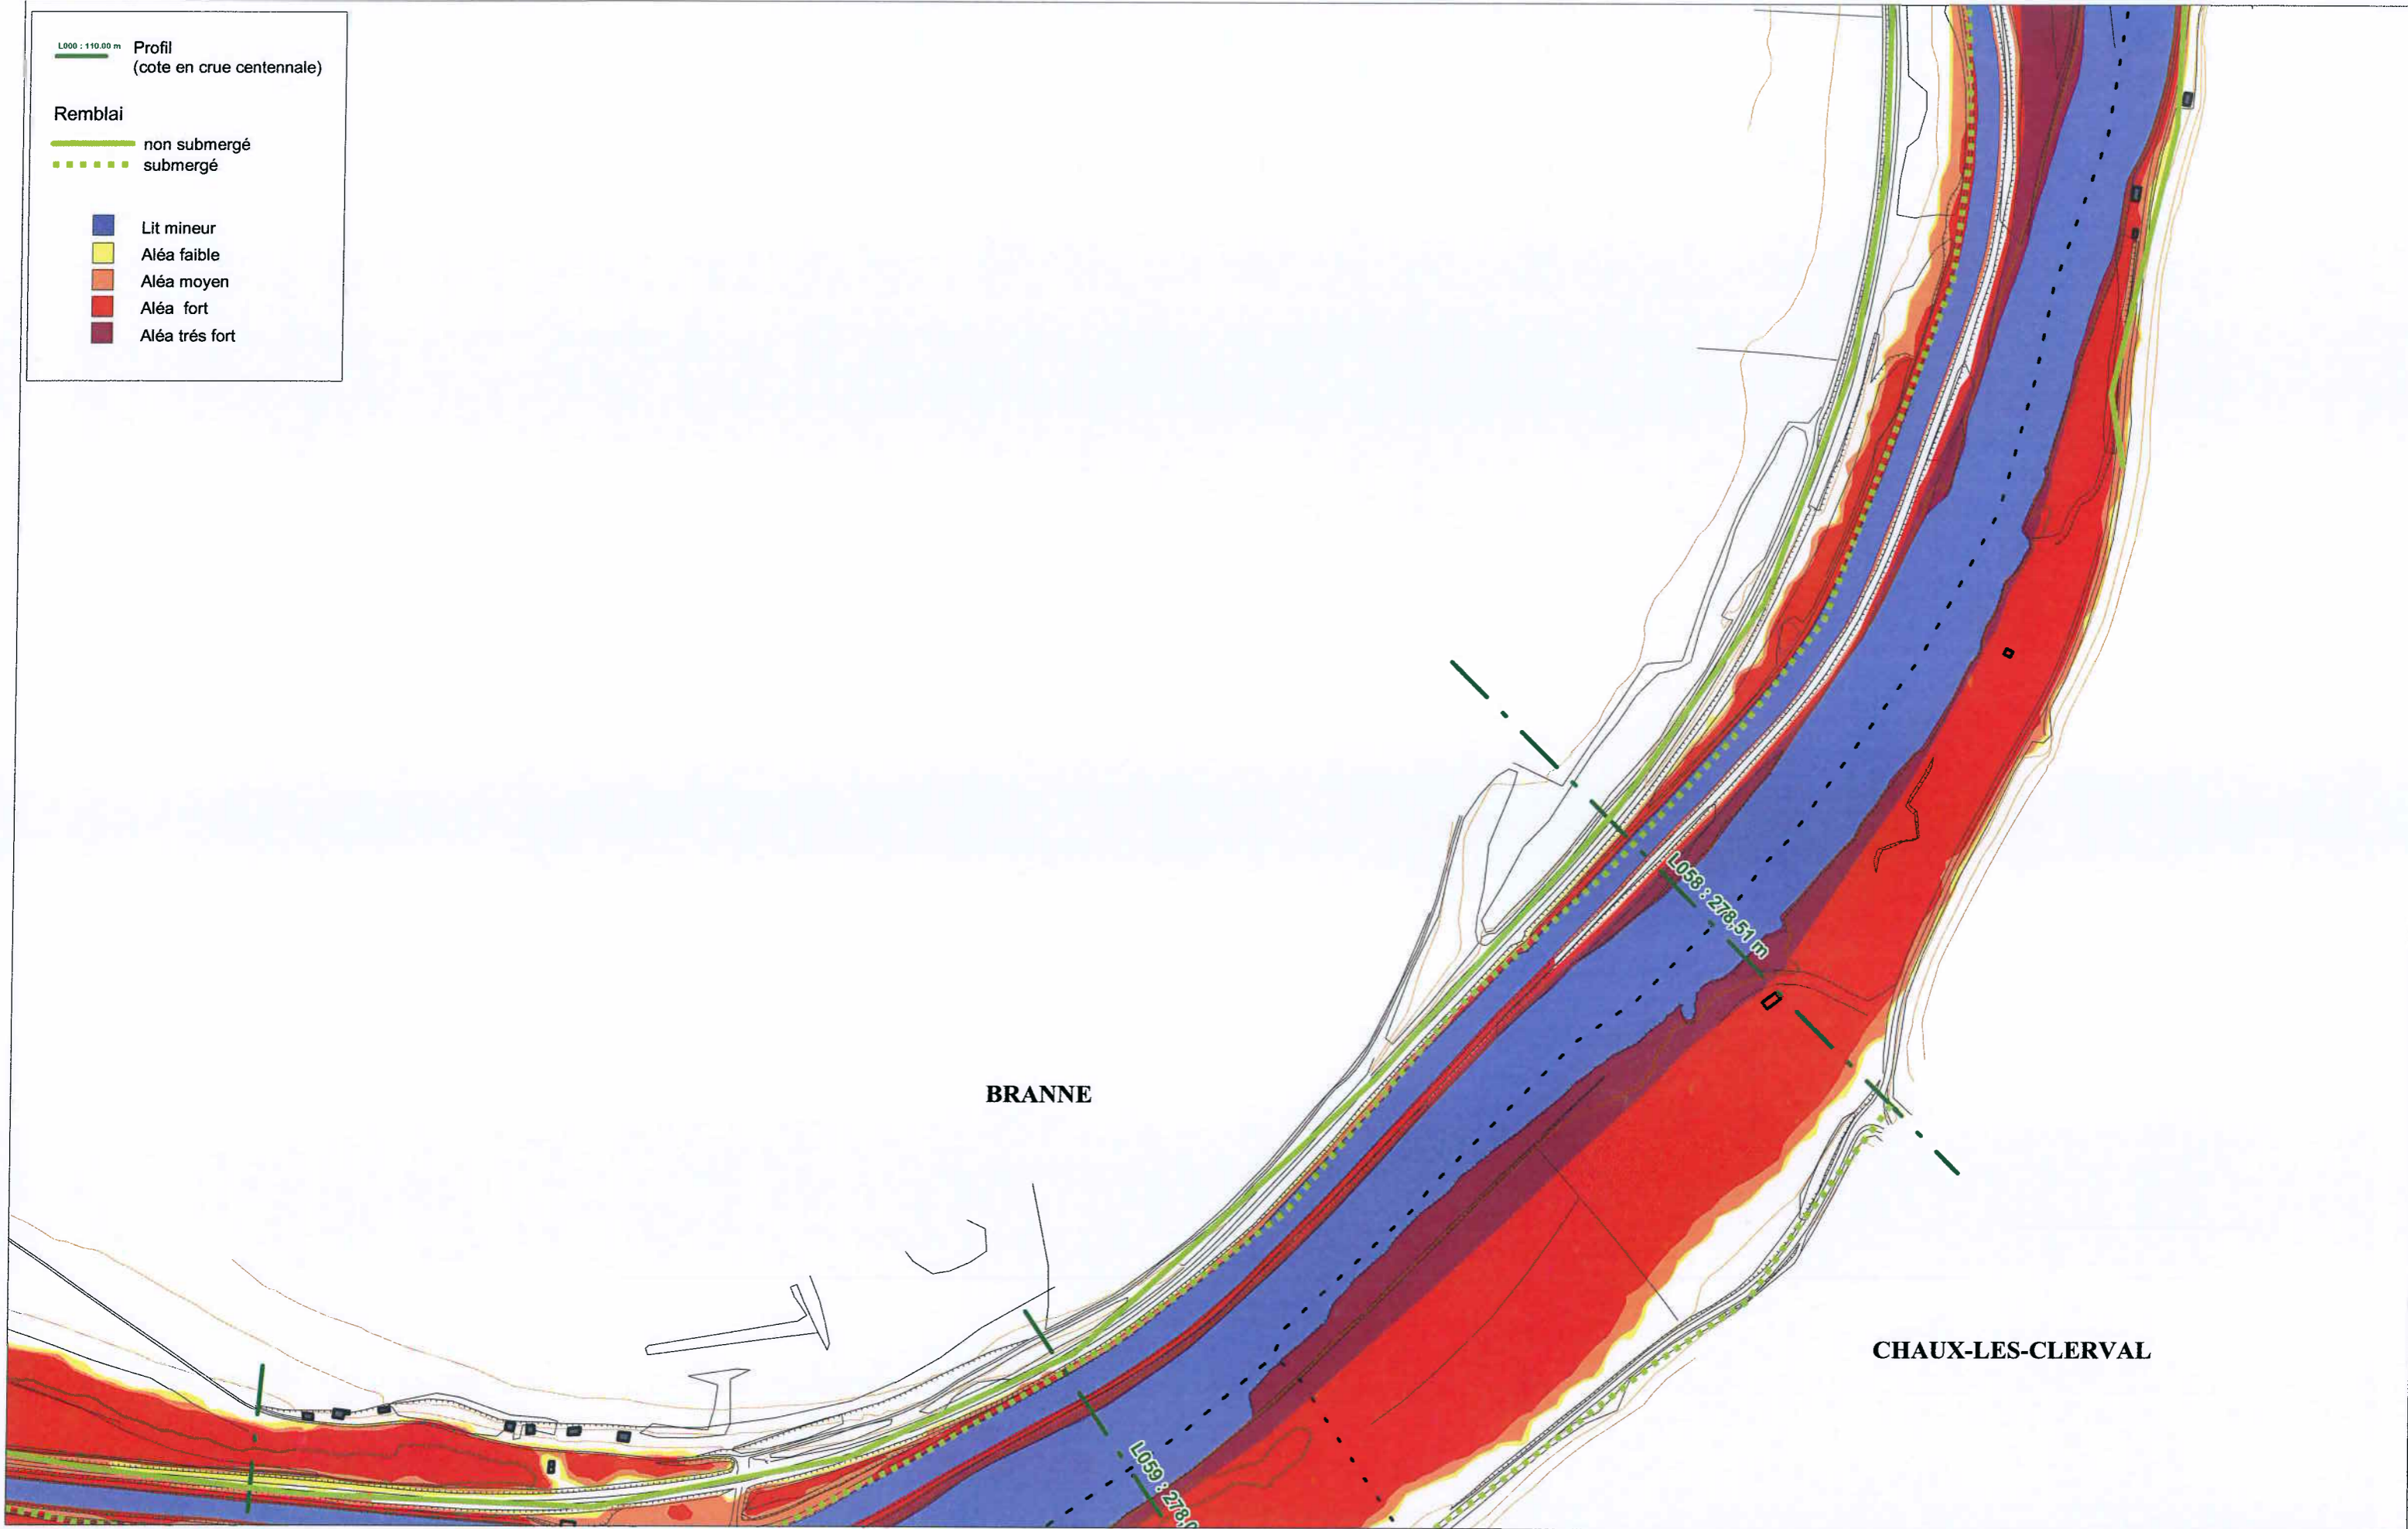 L000 : 110.00 m
Profil
(cote en crue centennale)
Remblai
non submergé
submergé
Lit mineur
Aléa faible
Aléa moyen
Aléa fort
Aléa trés fort
L058 : 278,51 m
BRANNE
CHAUX-LES-CLERVAL
L059 : 278,